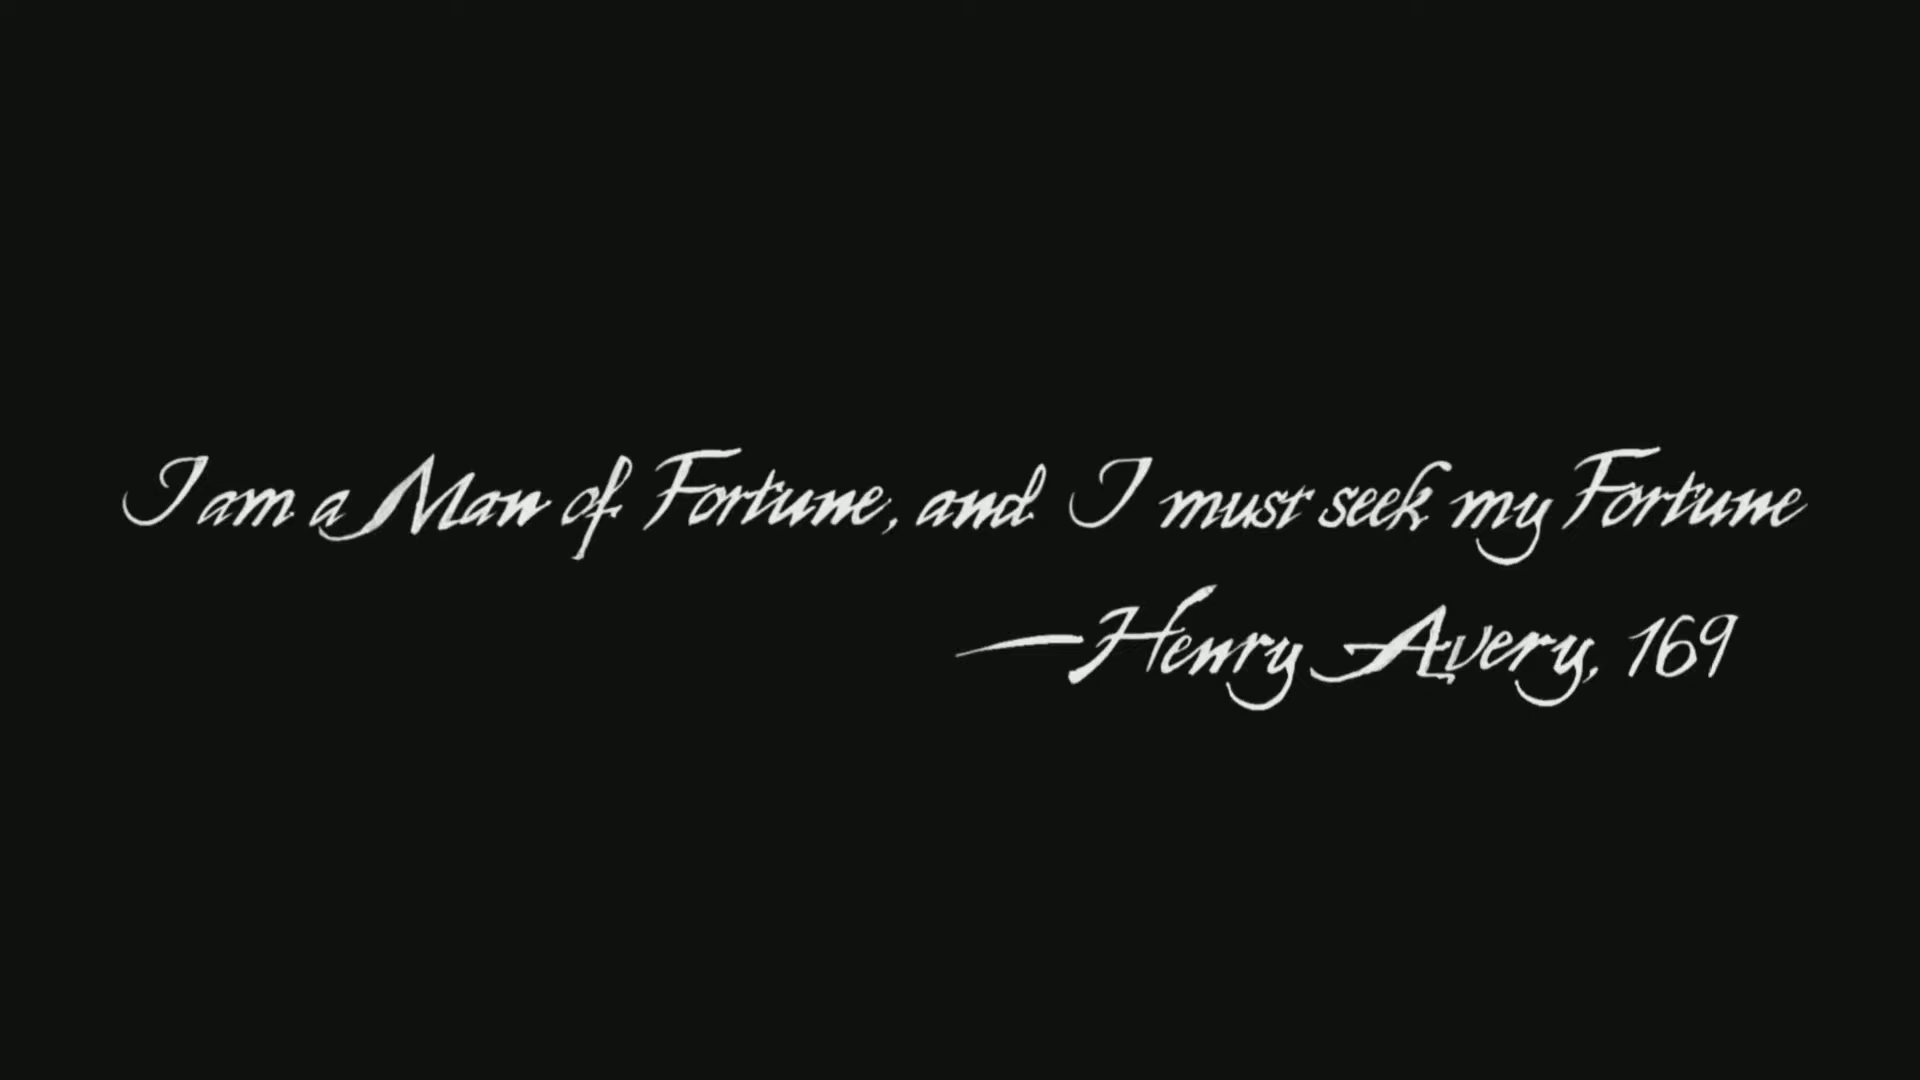 I am a Man of Fortune, and I must seek my Fortune
—Henry Avery, 169